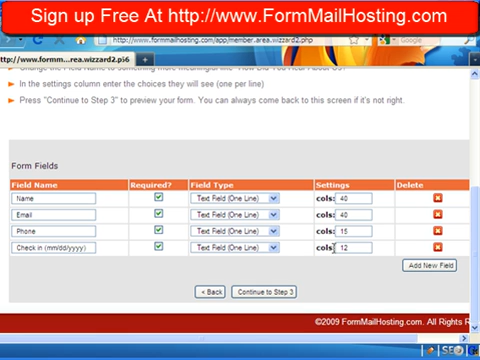 Sign up Free At http://www.FormMailHosting.com
http://www.formmailhosting.com/app/member.area.wizzard2.php
http://www.formm...rea.wizzard2.pi6
In the settings column enter the choices they will see (one per line)
Press "Continue to Step 3" to preview your form. You can always come back to this screen if it's not right.
Form Fields
Field Name Required? Field Type Settings Delete
Name Text Field (One Line) cols: 40
Email Text Field (One Line) cols: 40
Phone Text Field (One Line) cols: 15
Check in (mm/dd/yyyy) Text Field (One Line) cols: 12
Add New Field
< Back Continue to Step 3
©2009 FormMailHosting.com. All Rights R